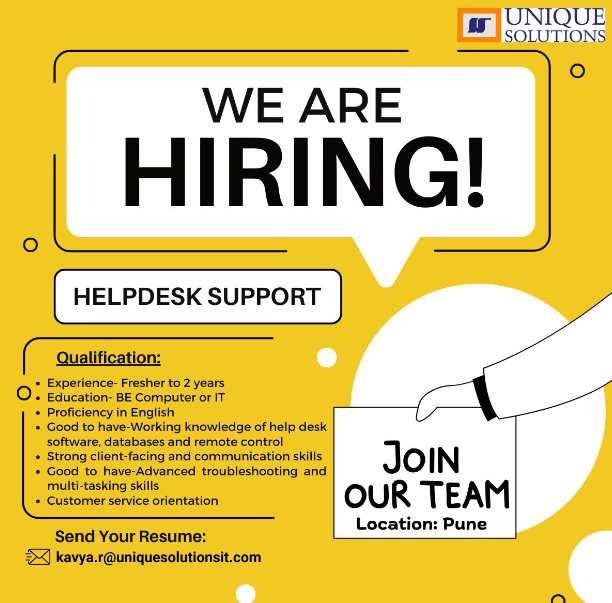 UNIQUE
SOLUTIONS
WE ARE
HIRING!
HELPDESK SUPPORT
Qualification:
• Experience- Fresher to 2 years
• Education- BE Computer or IT
• Proficiency in English
• Good to have-Working knowledge of help desk
software, databases and remote control
• Strong client-facing and communication skills
• Good to have-Advanced troubleshooting and
multi-tasking skills
• Customer service orientation
JOIN
OUR TEAM
Location: Pune
Send Your Resume:
kavya.r@uniquesolutionsit.com